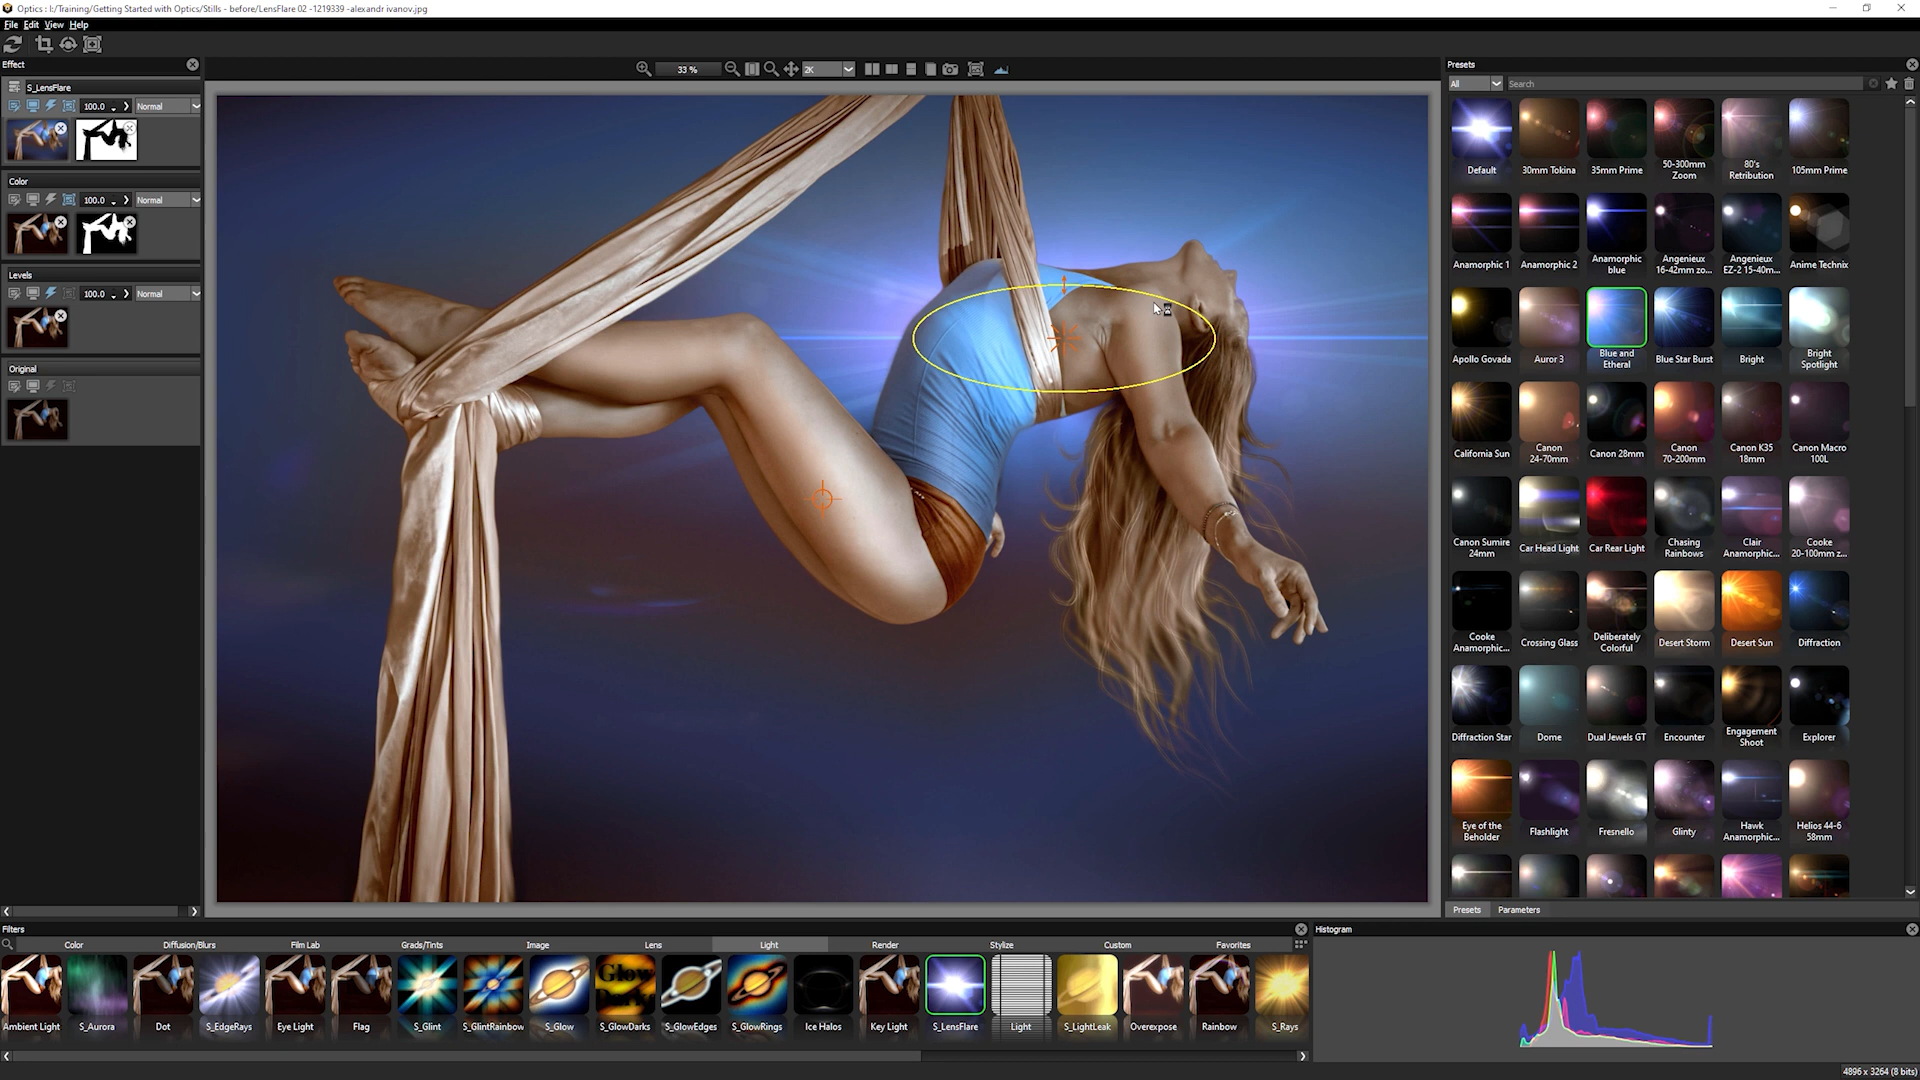 Optics : I:/Training/Getting Started with Optics/Stills - before/LensFlare 02 -1219339 -alexandr ivanov.jpg
File Edit View Help
Effect
S_LensFlare
100.0 Normal
Color
100.0 Normal
Levels
100.0 Normal
Original
33 %
2K
Presets
All Search
Default 30mm Tokina 35mm Prime 50-300mm Zoom 80's Retribution 105mm Prime
Anamorphic 1 Anamorphic 2 Anamorphic blue Angenieux 16-42mm zo... Angenieux EZ-2 15-40m... Anime Technix
Apollo Govada Auror 3 Blue and Etheral Blue Star Burst Bright Bright Spotlight
California Sun Canon 24-70mm Canon 28mm Canon 70-200mm Canon K35 18mm Canon Macro 100L
Canon Sumire 24mm Car Head Light Car Rear Light Chasing Rainbows Clair Anamorphic... Cooke 20-100mm z...
Cooke Anamorphic... Crossing Glass Deliberately Colorful Desert Storm Desert Sun Diffraction
Diffraction Star Dome Dual Jewels GT Encounter Engagement Shoot Explorer
Eye of the Beholder Flashlight Fresnello Glinty Hawk Anamorphic... Helios 44-6 58mm
Presets Parameters
Filters
Color Diffusion/Blurs Film Lab Grads/Tints Image Lens Light Render Stylize Custom Favorites
Glow Darks
Ambient Light S_Aurora Dot S_EdgeRays Eye Light Flag S_Glint S_GlintRainbow S_Glow S_GlowDarks S_GlowEdges S_GlowRings Ice Halos Key Light S_LensFlare Light S_LightLeak Overexpose Rainbow S_Rays
Histogram
4896 x 3264 (8 bits)